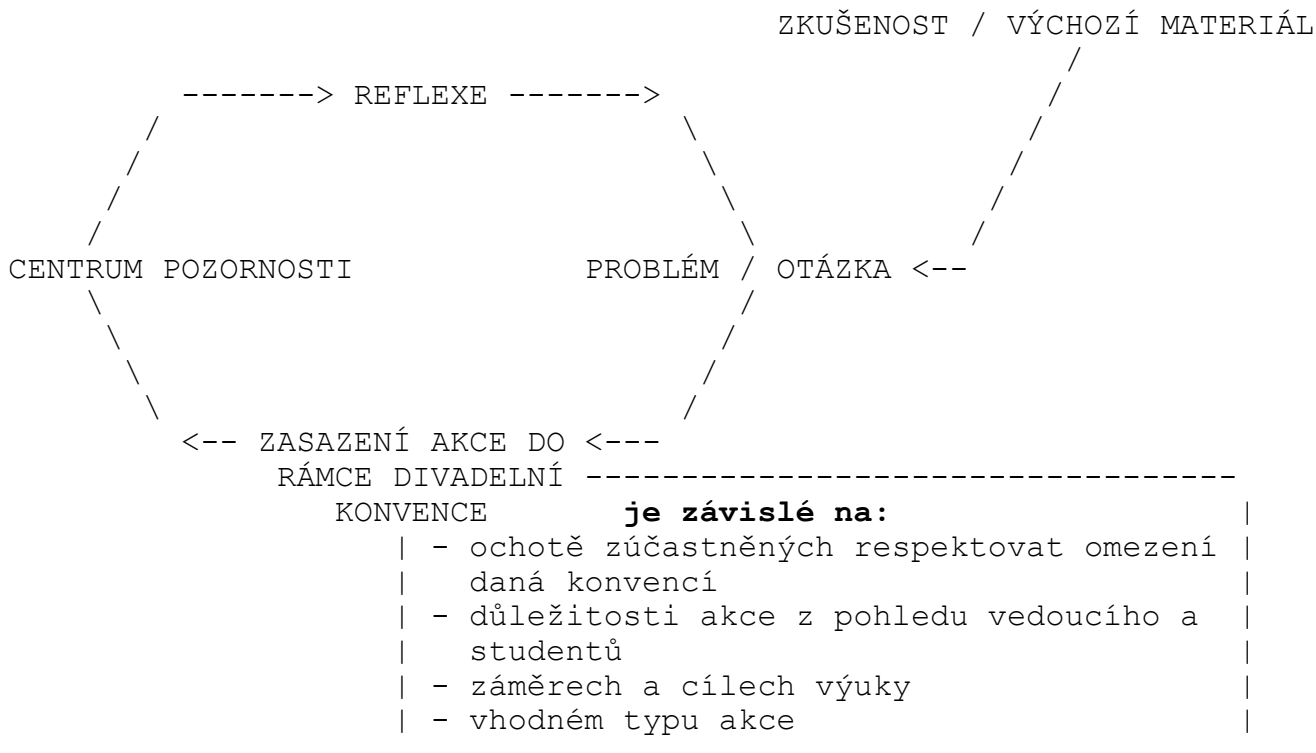 ZKUŠENOST / VÝCHOZÍ MATERIÁL
-------> REFLEXE ------->
CENTRUM POZORNOSTI PROBLÉM / OTÁZKA <--
<-- ZASAZENÍ AKCE DO <---
RÁMCE DIVADELNÍ ----------------------------------
KONVENCE je závislé na:
- ochotě zúčastněných respektovat omezení
daná konvencí
- důležitosti akce z pohledu vedoucího a
studentů
- záměrech a cílech výuky
- vhodném typu akce